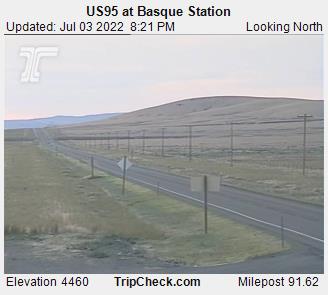 US95 at Basque Station
Updated: Jul 03 2022 8:21 PM Looking North
Elevation 4460 TripCheck.com Milepost 91.62